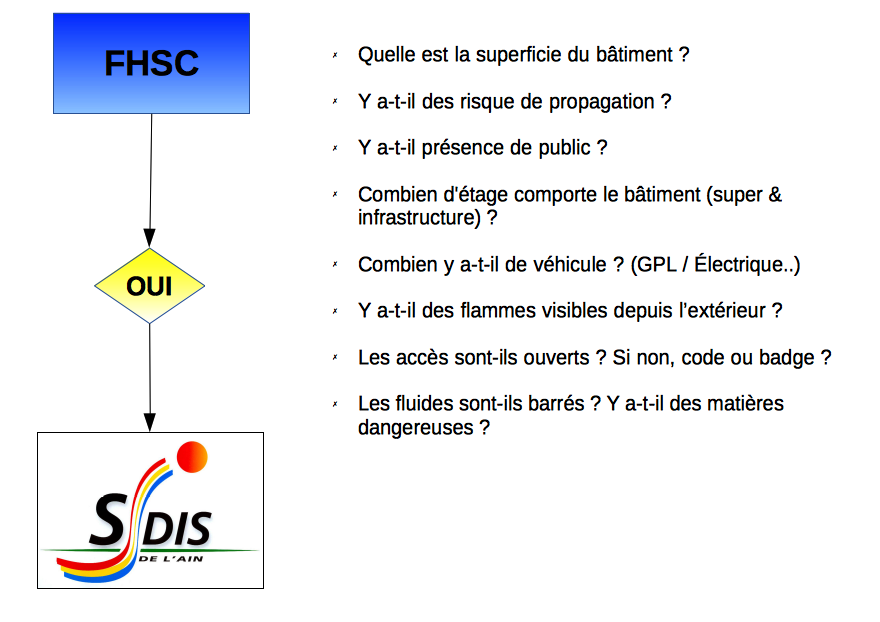 FHSC
OUI
SDIS
DE L'AIN
Quelle est la superficie du bâtiment ?
Y a-t-il des risque de propagation ?
Y a-t-il présence de public ?
Combien d'étage comporte le bâtiment (super &
infrastructure) ?
Combien y a-t-il de véhicule ? (GPL / Électrique..)
Y a-t-il des flammes visibles depuis l’extérieur ?
Les accès sont-ils ouverts ? Si non, code ou badge ?
Les fluides sont-ils barrés ? Y a-t-il des matières
dangereuses ?